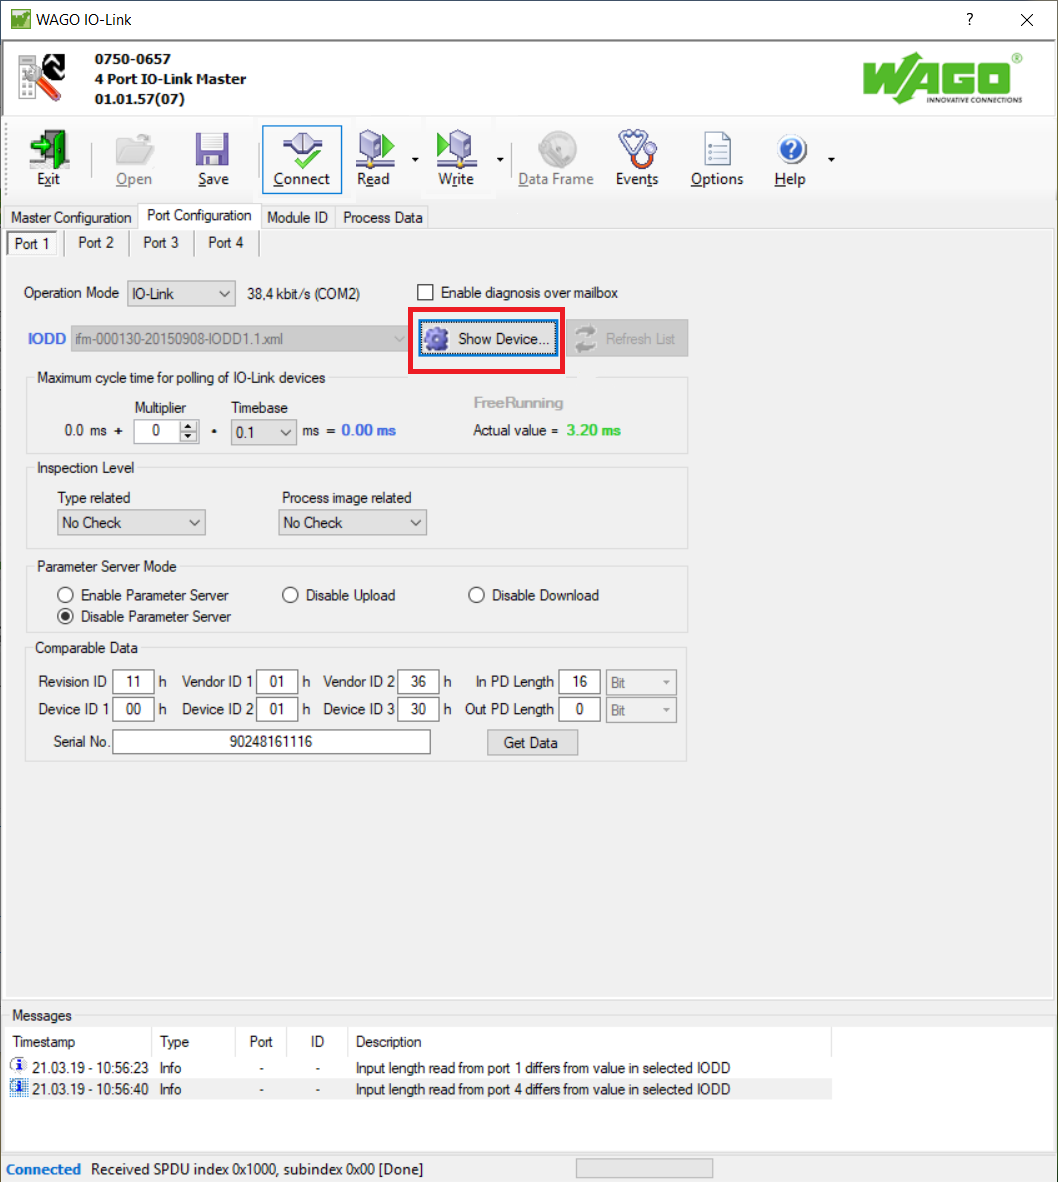 WAGO IO-Link ?
0750-0657
4 Port IO-Link Master
01.01.57(07)
WAGO®
INNOVATIVE CONNECTIONS
Exit Open Save Connect Read Write Data Frame Events Options Help
Master Configuration Port Configuration Module ID Process Data
Port 1 Port 2 Port 3 Port 4
Operation Mode IO-Link 38,4 kbit/s (COM2) Enable diagnosis over mailbox
IODD ifm-000130-20150908-IODD1.1.xml Show Device... Refresh List
Maximum cycle time for polling of IO-Link devices
Multiplier Timebase FreeRunning
0.0 ms + 0 • 0.1 ms = 0.00 ms Actual value = 3.20 ms
Inspection Level
Type related Process image related
No Check No Check
Parameter Server Mode
Enable Parameter Server Disable Upload Disable Download
Disable Parameter Server
Comparable Data
Revision ID 11 h Vendor ID 1 01 h Vendor ID 2 36 h In PD Length 16 Bit
Device ID 1 00 h Device ID 2 01 h Device ID 3 30 h Out PD Length 0 Bit
Serial No. 90248161116 Get Data
Messages
Timestamp Type Port ID Description
21.03.19 - 10:56:23 Info - - Input length read from port 1 differs from value in selected IODD
21.03.19 - 10:56:40 Info - - Input length read from port 4 differs from value in selected IODD
Connected Received SPDU index 0x1000, subindex 0x00 [Done]